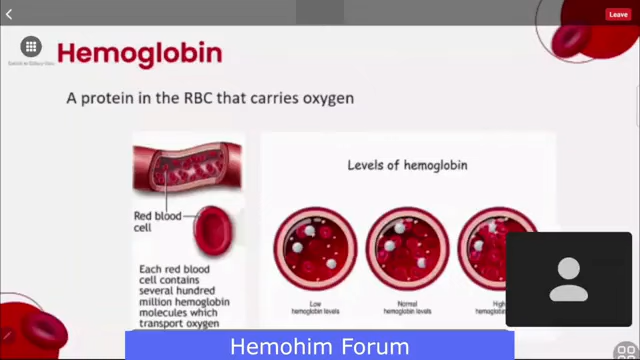 Leave
Hemoglobin
A protein in the RBC that carries oxygen
Levels of hemoglobin
Red blood
cell
Each red blood
cell contains
several hundred
million hemoglobin
molecules which
transport oxygen
Low
hemoglobin levels
Normal
hemoglobin levels
High
Hemohim Forum